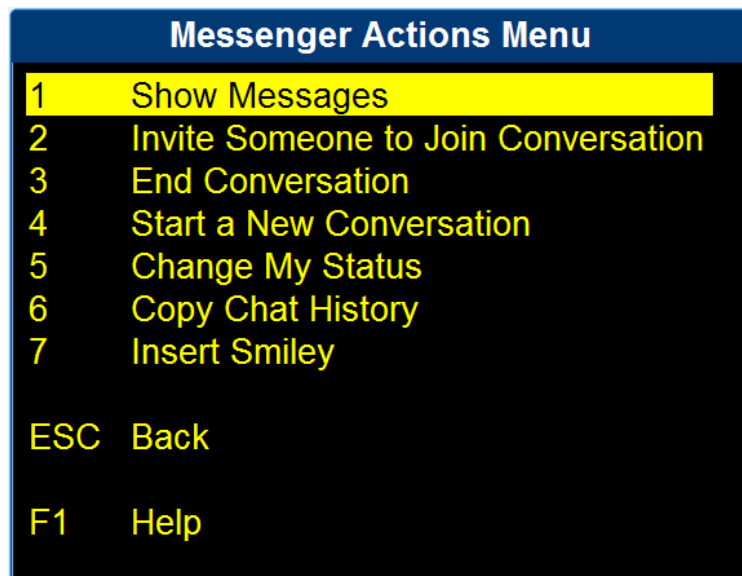 Messenger Actions Menu
1 Show Messages
2 Invite Someone to Join Conversation
3 End Conversation
4 Start a New Conversation
5 Change My Status
6 Copy Chat History
7 Insert Smiley
ESC Back
F1 Help